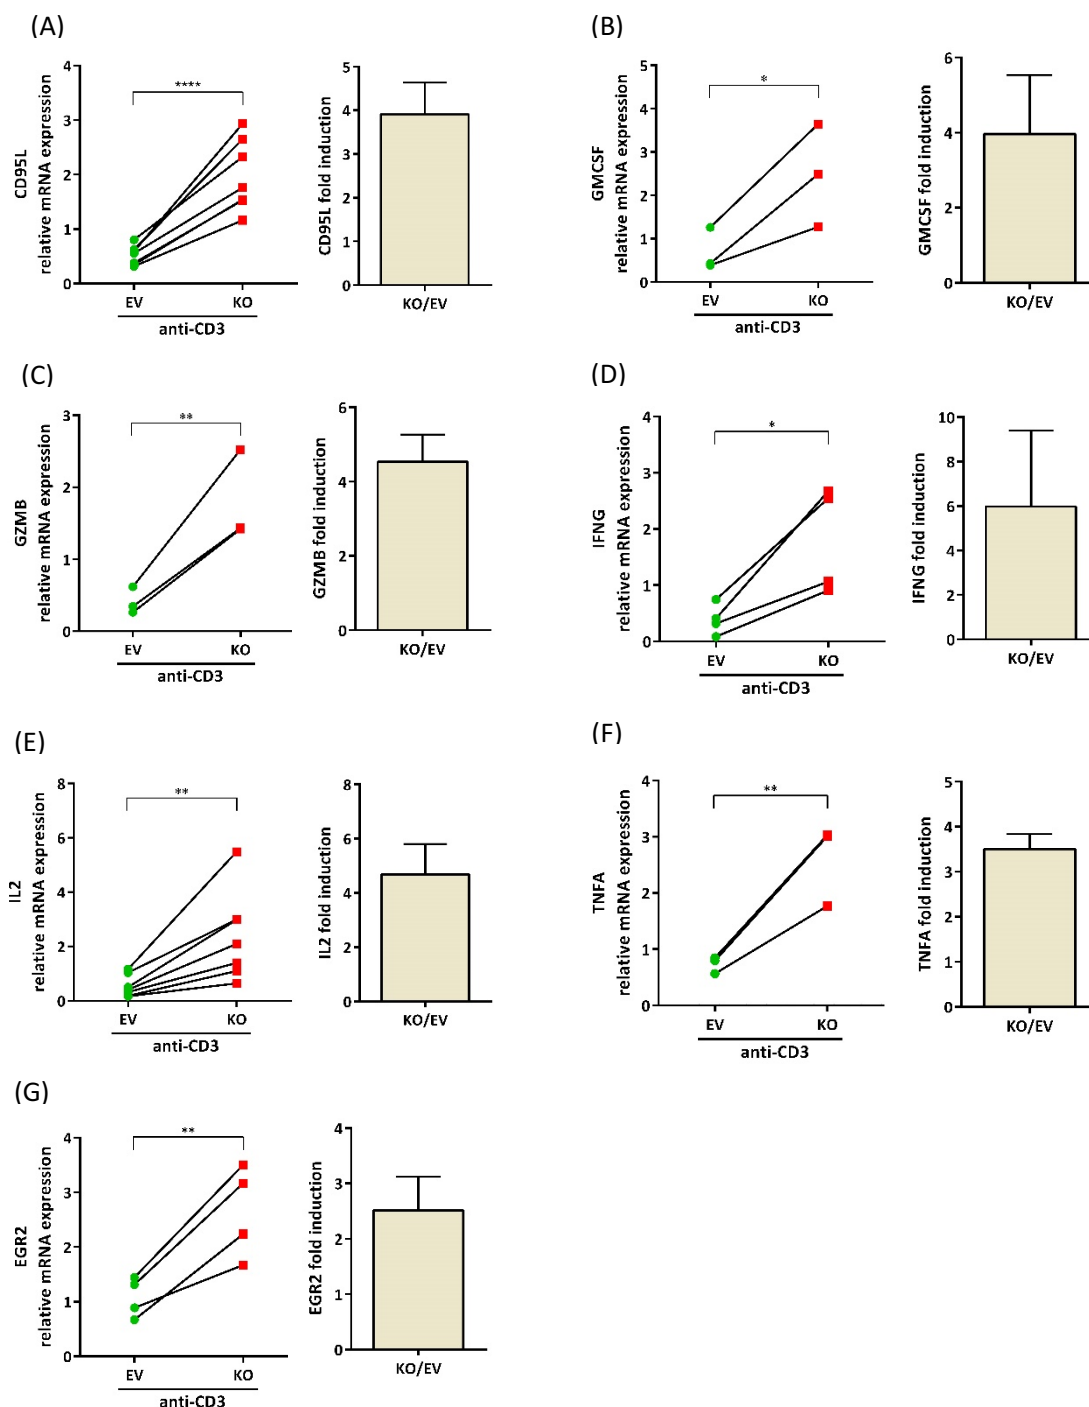 (A)
CD95L
relative mRNA expression
4
3
2
1
0
****
EV
KO
anti-CD3
CD95L fold induction
5
4
3
2
1
0
KO/EV
(B)
GMCSF
relative mRNA expression
5
4
3
2
1
0
*
EV
KO
anti-CD3
GMCSF fold induction
6
4
2
0
KO/EV
(C)
GZMB
relative mRNA expression
3
2
1
0
**
EV
KO
anti-CD3
GZMB fold induction
6
4
2
0
KO/EV
(D)
IFNG
relative mRNA expression
4
3
2
1
0
*
EV
KO
anti-CD3
IFNG fold induction
10
8
6
4
2
0
KO/EV
(E)
IL2
relative mRNA expression
8
6
4
2
0
**
EV
KO
anti-CD3
IL2 fold induction
8
6
4
2
0
KO/EV
(F)
TNFA
relative mRNA expression
4
3
2
1
0
**
EV
KO
anti-CD3
TNFA fold induction
5
4
3
2
1
0
KO/EV
(G)
EGR2
relative mRNA expression
4
3
2
1
0
**
EV
KO
anti-CD3
EGR2 fold induction
4
3
2
1
0
KO/EV